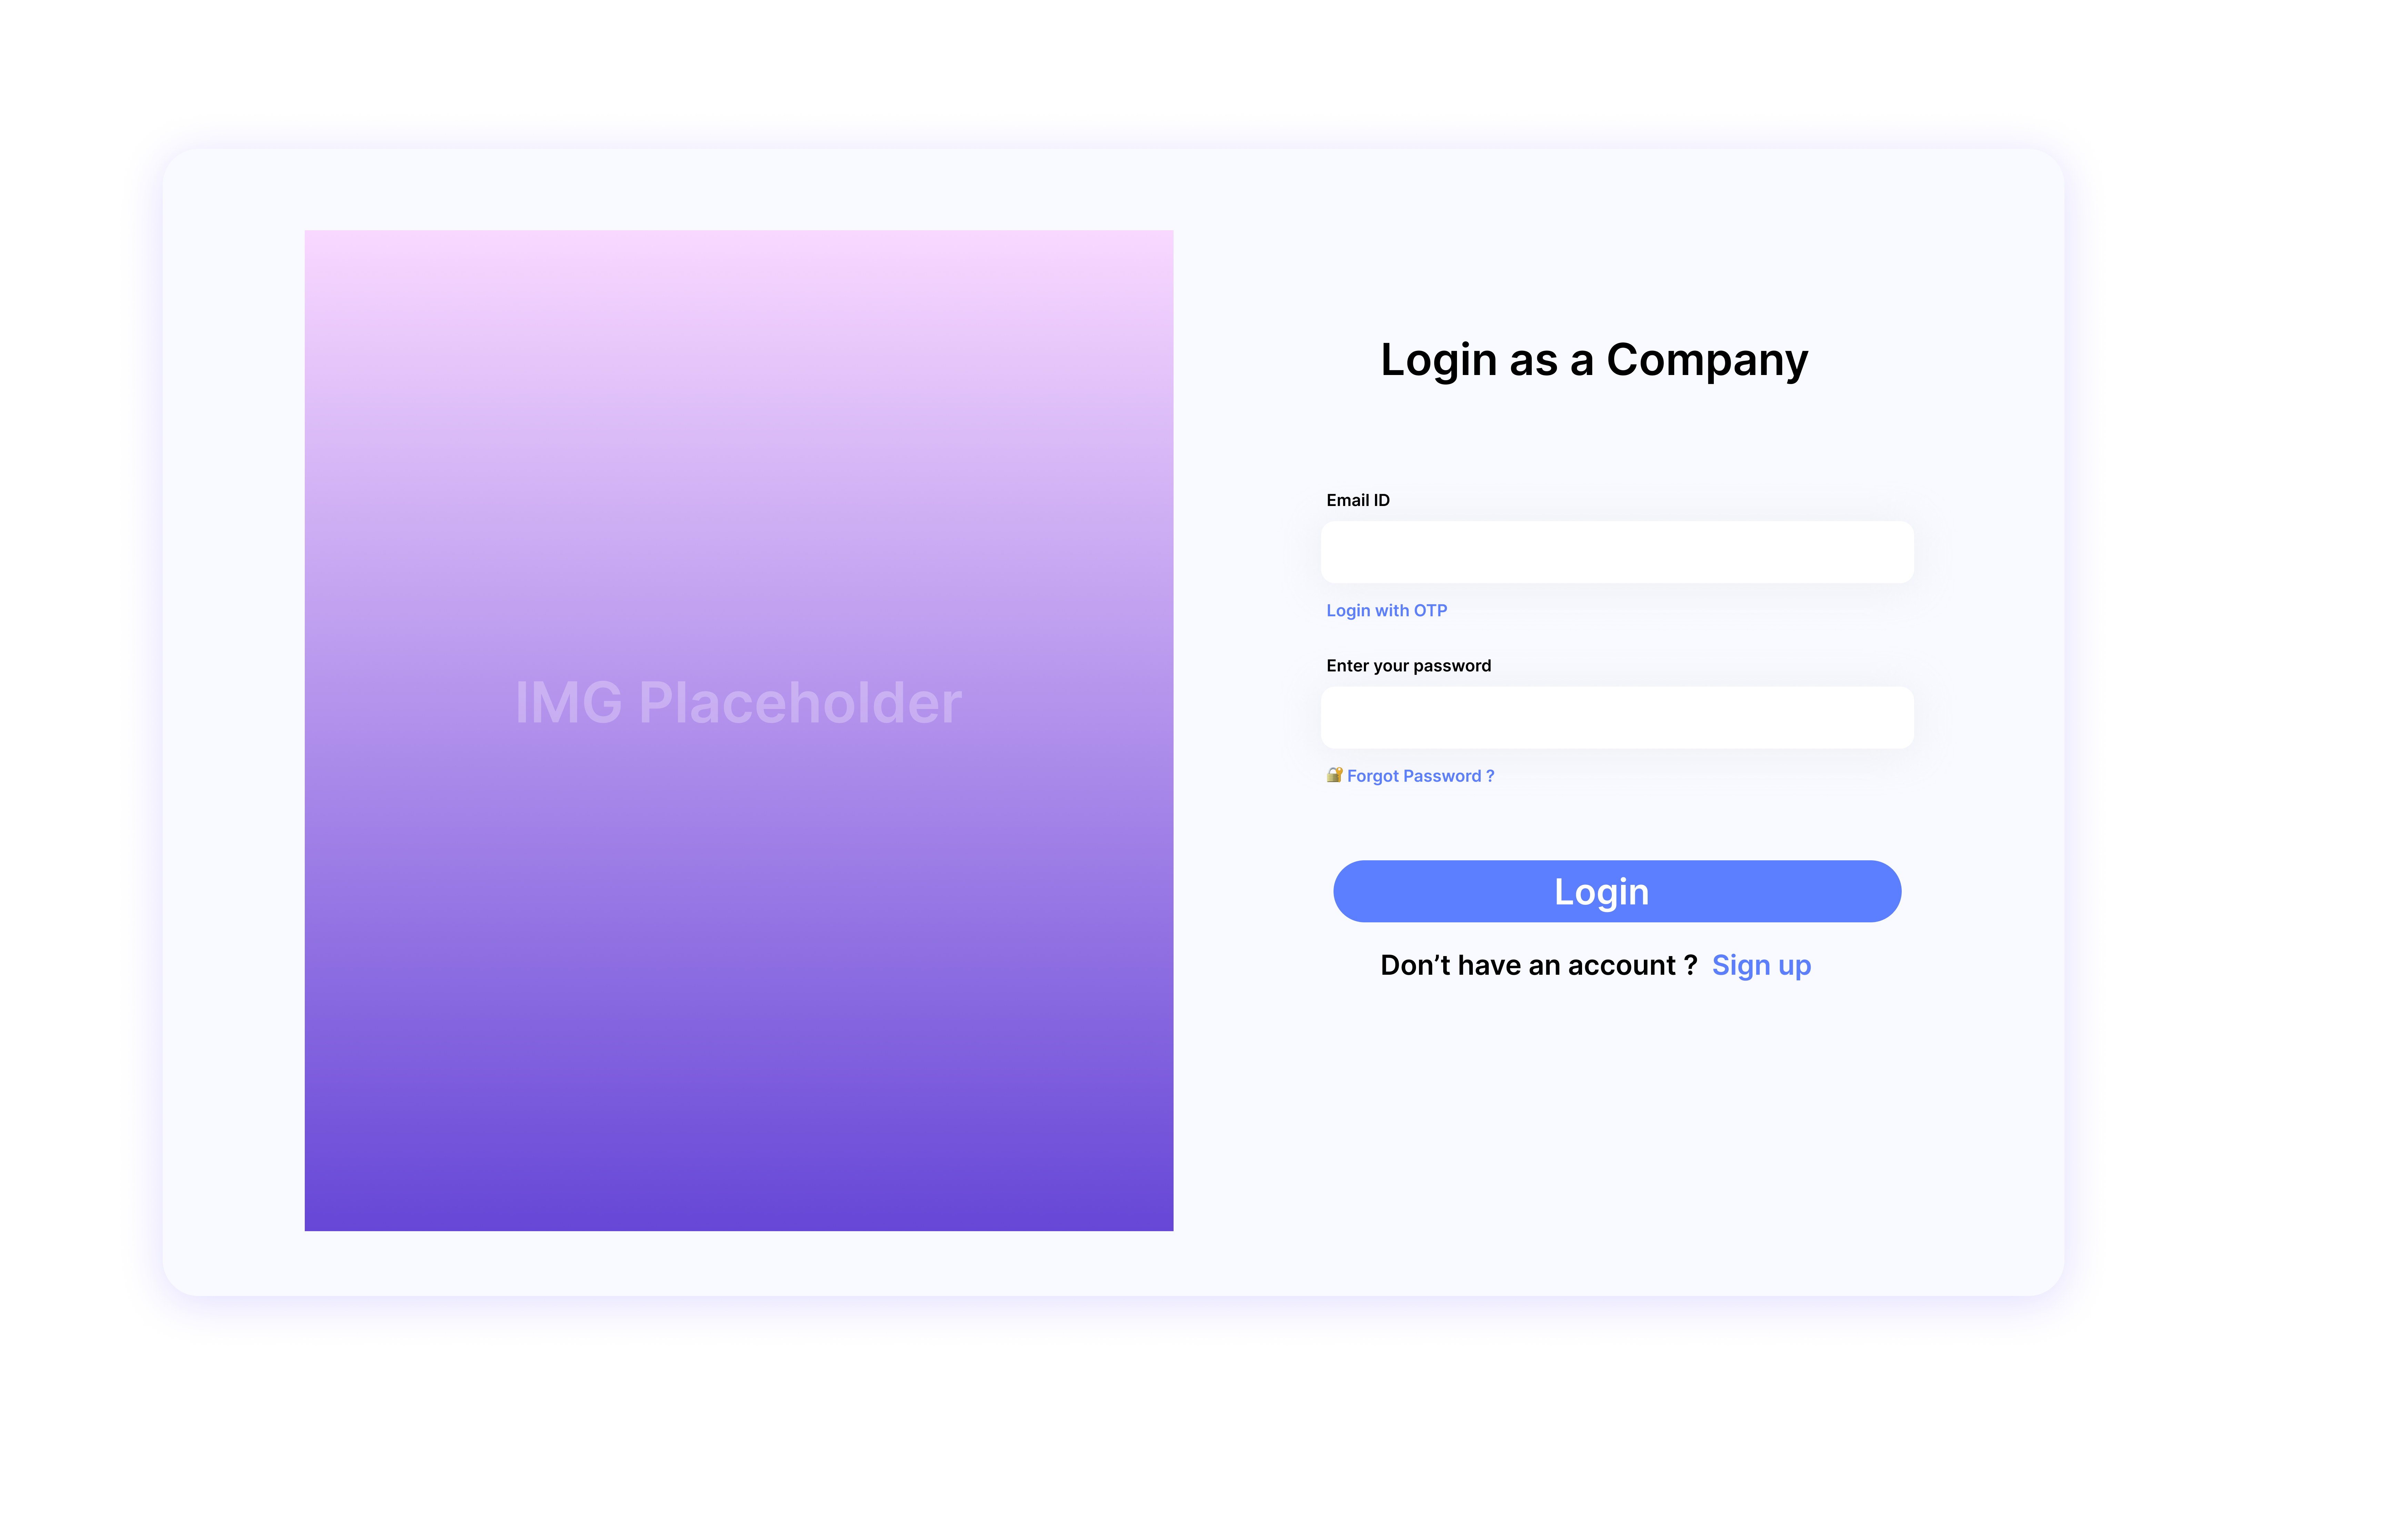 IMG Placeholder
Login as a Company
Email ID
Login with OTP
Enter your password
🔐 Forgot Password ?
Login
Don’t have an account ? Sign up